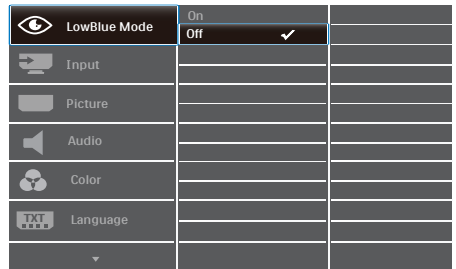 LowBlue Mode
On
Off
Input
Picture
Audio
Color
TXT
Language